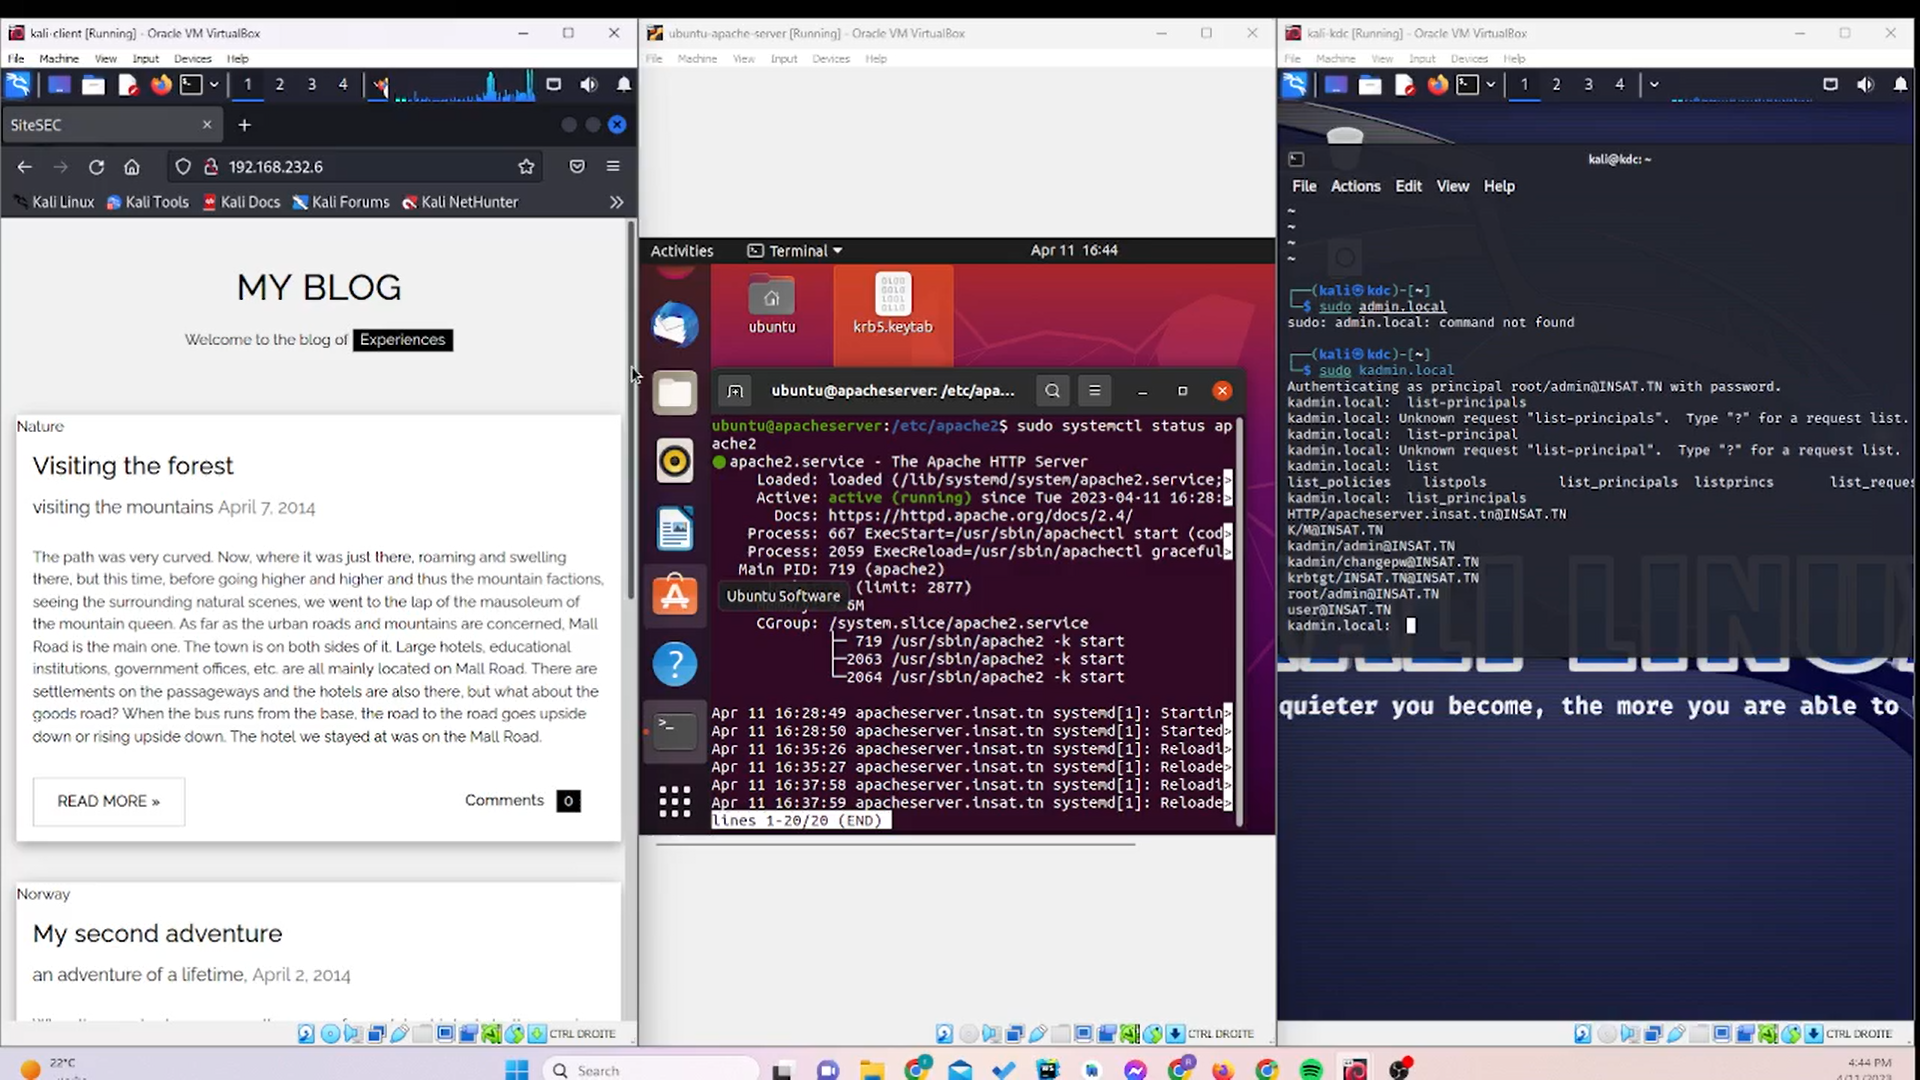 kali-client [Running] - Oracle VM VirtualBox
File Machine View Input Devices Help
1 2 3 4
SiteSEC
192.168.232.6
Kali Linux Kali Tools Kali Docs Kali Forums Kali NetHunter
MY BLOG
Welcome to the blog of Experiences
Nature
Visiting the forest
visiting the mountains April 7, 2014
The path was very curved. Now, where it was just there, roaming and swelling
there, but this time, before going higher and higher and thus the mountain factions,
seeing the surrounding natural scenes, we went to the lap of the mausoleum of
the mountain queen. As far as the urban roads and mountains are concerned, Mall
Road is the main one. The town is on both sides of it. Large hotels, educational
institutions, government offices, etc. are all mainly located on Mall Road. There are
settlements on the passageways and the hotels are also there, but what about the
goods road? When the bus runs from the base, the road to the road goes upside
down or rising upside down. The hotel we stayed at was on the Mall Road.
READ MORE »
Comments 0
Norway
My second adventure
an adventure of a lifetime, April 2, 2014
CTRL DROITE
ubuntu-apache-server [Running] - Oracle VM VirtualBox
File Machine View Input Devices Help
Activities Terminal Apr 11 16:44
ubuntu krb5.keytab
ubuntu@apacheserver: /etc/apa...
ubuntu@apacheserver:/etc/apache2$ sudo systemctl status ap
ache2
apache2.service - The Apache HTTP Server
Loaded: loaded (/lib/systemd/system/apache2.service;>
Active: active (running) since Tue 2023-04-11 16:28:>
Docs: https://httpd.apache.org/docs/2.4/
Process: 667 ExecStart=/usr/sbin/apachectl start (cod>
Process: 2059 ExecReload=/usr/sbin/apachectl graceful>
Main PID: 719 (apache2)
(limit: 2877)
Ubuntu Software
6M
CGroup: /system.slice/apache2.service
├─ 719 /usr/sbin/apache2 -k start
├─2063 /usr/sbin/apache2 -k start
└─2064 /usr/sbin/apache2 -k start
Apr 11 16:28:49 apacheserver.insat.tn systemd[1]: Startin>
Apr 11 16:28:50 apacheserver.insat.tn systemd[1]: Started>
Apr 11 16:35:26 apacheserver.insat.tn systemd[1]: Reloadi>
Apr 11 16:35:27 apacheserver.insat.tn systemd[1]: Reloade>
Apr 11 16:37:58 apacheserver.insat.tn systemd[1]: Reloadi>
Apr 11 16:37:59 apacheserver.insat.tn systemd[1]: Reloade>
lines 1-20/20 (END)
CTRL DROITE
kali-kdc [Running] - Oracle VM VirtualBox
File Machine View Input Devices Help
1 2 3 4
kali@kdc: ~
File Actions Edit View Help
~
~
~
~
┌──(kali㉿kdc)-[~]
└─$ sudo admin.local
sudo: admin.local: command not found
┌──(kali㉿kdc)-[~]
└─$ sudo kadmin.local
Authenticating as principal root/admin@INSAT.TN with password.
kadmin.local: list-principals
kadmin.local: Unknown request "list-principals". Type "?" for a request list.
kadmin.local: list-principal
kadmin.local: Unknown request "list-principal". Type "?" for a request list.
kadmin.local: list
list_policies listpols list_principals listprincs list_reques
kadmin.local: list_principals
HTTP/apacheserver.insat.tn@INSAT.TN
K/M@INSAT.TN
kadmin/admin@INSAT.TN
kadmin/changepw@INSAT.TN
krbtgt/INSAT.TN@INSAT.TN
root/admin@INSAT.TN
user@INSAT.TN
kadmin.local:
KALI LINUX
quieter you become, the more you are able to
CTRL DROITE
22°C
Search
4:44 PM